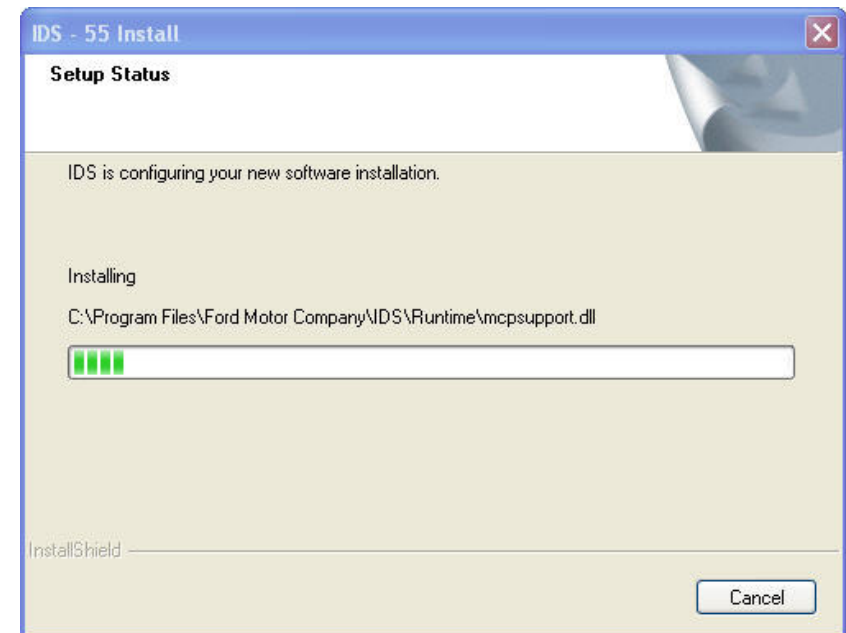 IDS - 55 Install
Setup Status
IDS is configuring your new software installation.
Installing
C:\Program Files\Ford Motor Company\IDS\Runtime\mcpsupport.dll
InstallShield
Cancel